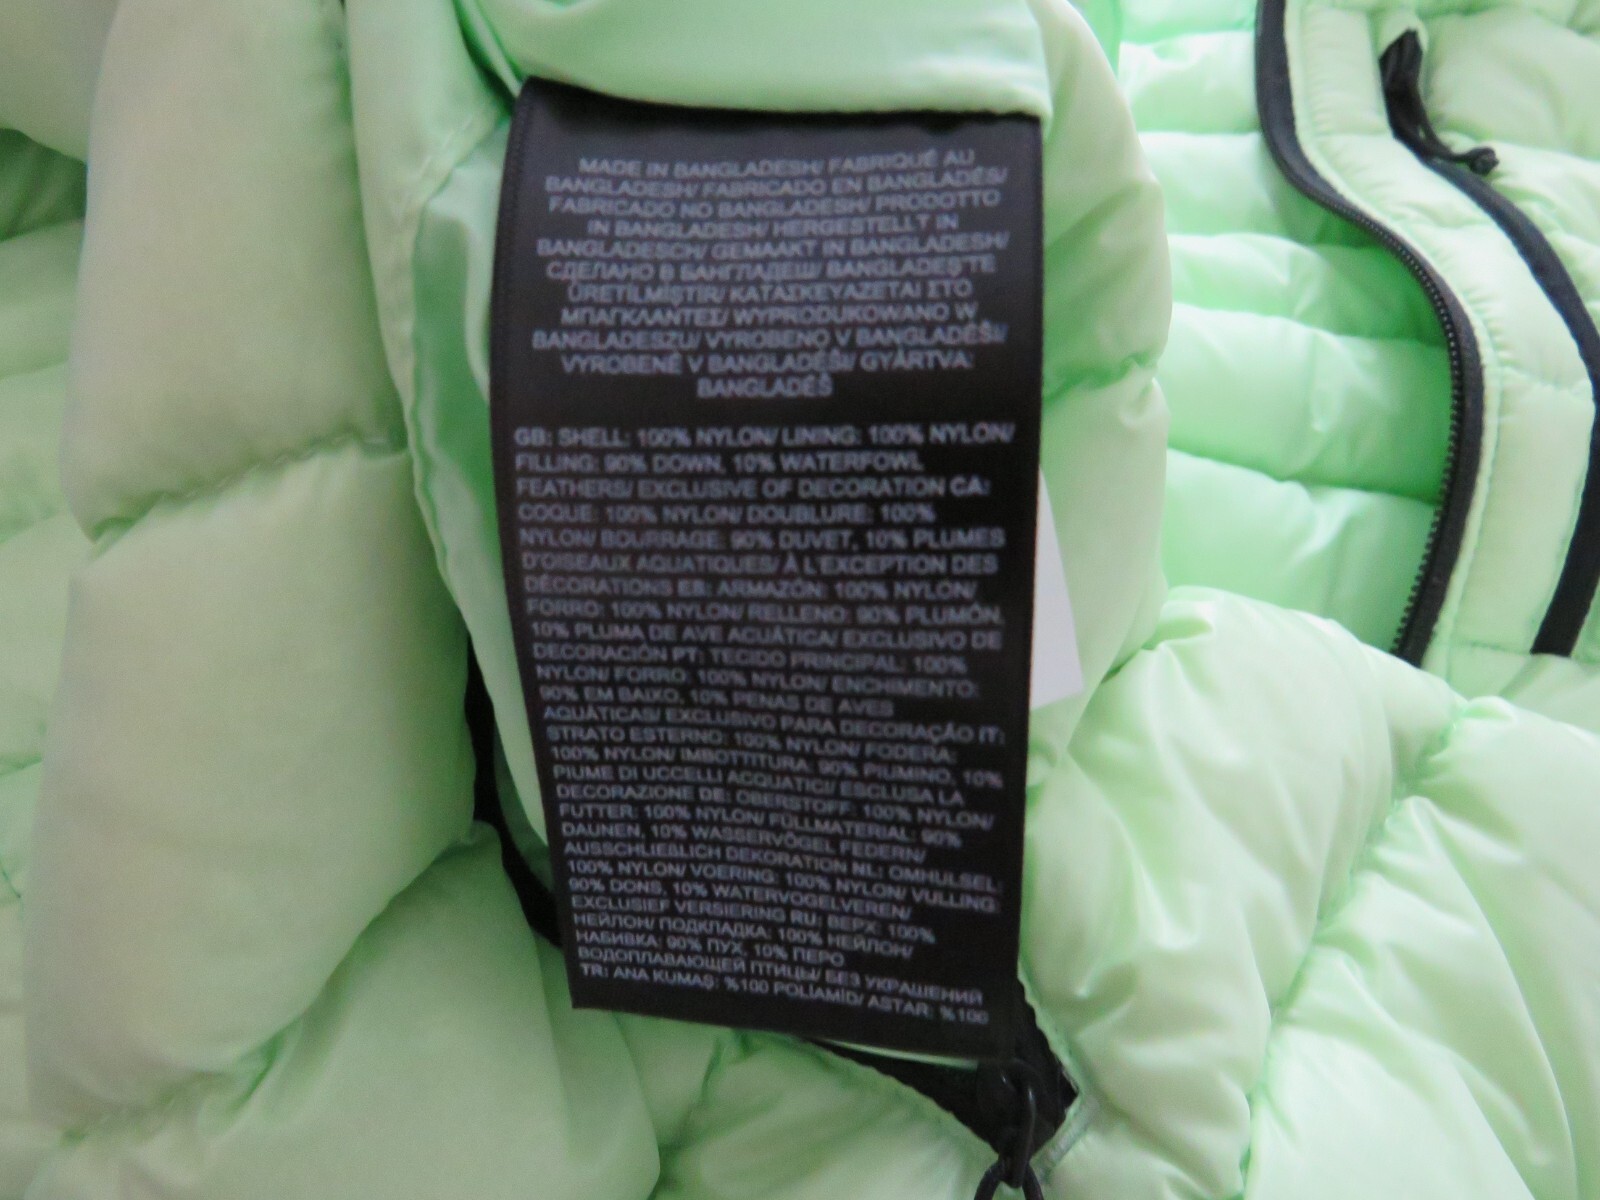 MADE IN BANGLADESH/ FABRIQUÉ AU
BANGLADESH/ FABRICADO EN BANGLADÉS/
FABRICADO NO BANGLADESH/ PRODOTTO
IN BANGLADESH/ HERGESTELLT IN
BANGLADESCH/ GEMAAKT IN BANGLADESH/
СДЕЛАНО В БАНГЛАДЕШ/ BANGLADEŞ'TE
ÜRETİLMİŞTİR/ ΚΑΤΑΣΚΕΥΑΖΕΤΑΙ ΣΤΟ
ΜΠΑΓΚΛΑΝΤΕΣ/ WYPRODUKOWANO W
BANGLADESZU/ VYROBENO V BANGLADÉŠI/
VYROBENÉ V BANGLADÉŠI/ GYÁRTVA:
BANGLADÉŠ
GB: SHELL: 100% NYLON/ LINING: 100% NYLON/
FILLING: 90% DOWN, 10% WATERFOWL
FEATHERS/ EXCLUSIVE OF DECORATION CA:
COQUE: 100% NYLON/ DOUBLURE: 100%
NYLON/ BOURRAGE: 90% DUVET, 10% PLUMES
D'OISEAUX AQUATIQUES/ À L'EXCEPTION DES
DÉCORATIONS ES: ARMAZÓN: 100% NYLON/
FORRO: 100% NYLON/ RELLENO: 90% PLUMÓN,
10% PLUMA DE AVE ACUÁTICA/ EXCLUSIVO DE
DECORACIÓN PT: TECIDO PRINCIPAL: 100%
NYLON/ FORRO: 100% NYLON/ ENCHIMENTO:
90% EM BAIXO, 10% PENAS DE AVES
AQUÁTICAS/ EXCLUSIVO PARA DECORAÇÃO IT:
STRATO ESTERNO: 100% NYLON/ FODERA:
100% NYLON/ IMBOTTITURA: 90% PIUMINO, 10%
PIUME DI UCCELLI ACQUATICI/ ESCLUSA LA
DECORAZIONE DE: OBERSTOFF: 100% NYLON/
FUTTER: 100% NYLON/ FÜLLMATERIAL: 90%
DAUNEN, 10% WASSERVÖGEL FEDERN/
AUSSCHLIEBLICH DEKORATION NL: OMHULSEL:
100% NYLON/ VOERING: 100% NYLON/ VULLING:
90% DONS, 10% WATERVOGELVEREN/
EXCLUSIEF VERSIERING RU: ВЕРХ: 100%
НЕЙЛОН/ ПОДКЛАДКА: 100% НЕЙЛОН/
НАБИВКА: 90% ПУХ, 10% ПЕРО
ВОДОПЛАВАЮЩЕЙ ПТИЦЫ/ БЕЗ УКРАШЕНИЙ
TR: ANA KUMAŞ: %100 POLİAMİD/ ASTAR: %100